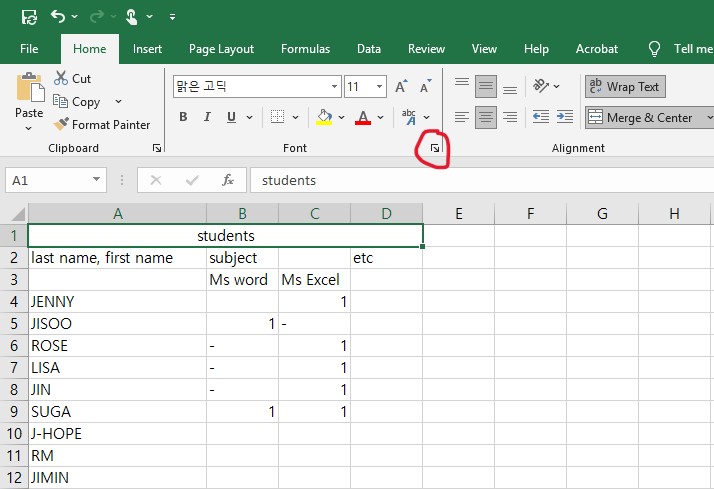 File Home Insert Page Layout Formulas Data Review View Help Acrobat Tell me
Cut
Copy
Format Painter
Paste
맑은 고딕 11 A A
B I U A abc A
ab c Wrap Text
Merge & Center
Clipboard Font Alignment
A1 fx students
A B C D E F G H
1 students
2 last name, first name subject etc
3 Ms word Ms Excel
4 JENNY 1
5 JISOO 1 -
6 ROSE - 1
7 LISA - 1
8 JIN - 1
9 SUGA 1 1
10 J-HOPE
11 RM
12 JIMIN